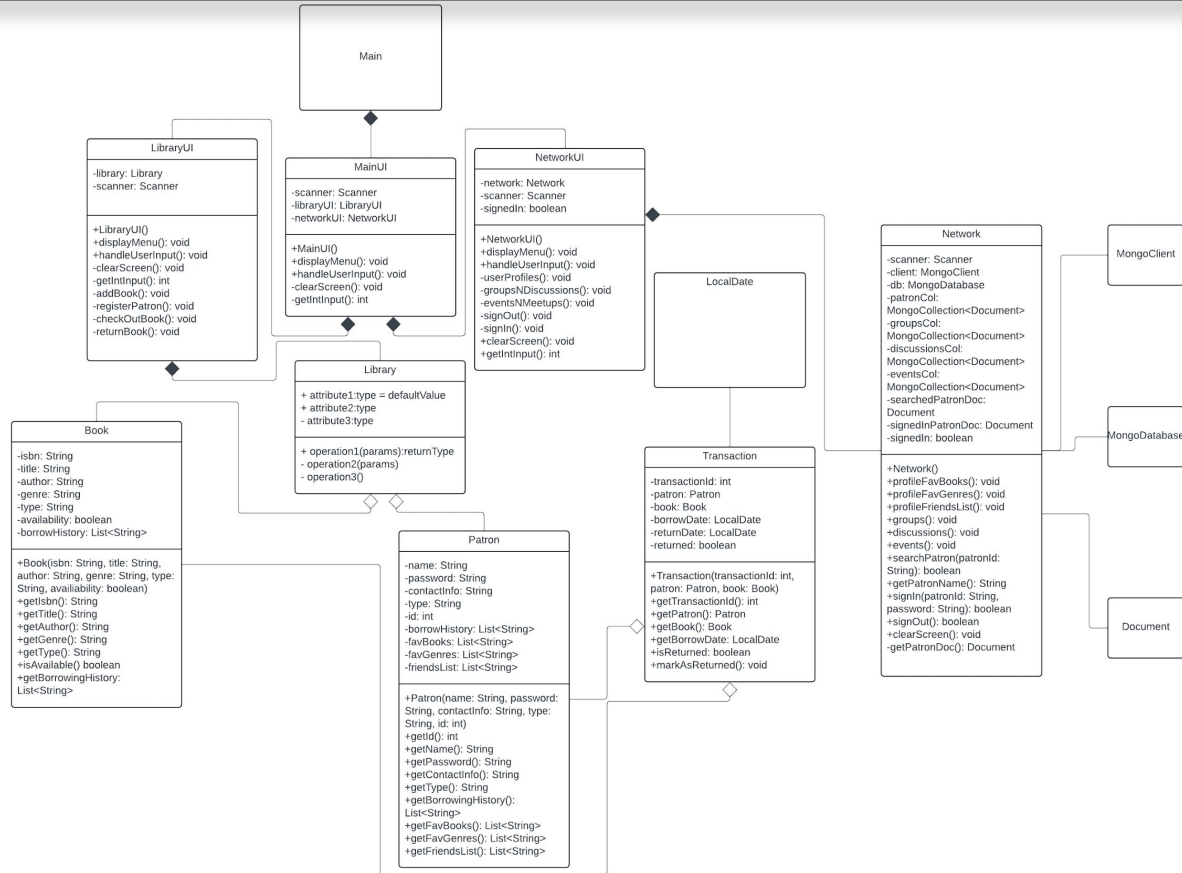 Main
LibraryUI
-library: Library
-scanner: Scanner
+LibraryUI()
+displayMenu(): void
+handleUserInput(): void
-clearScreen(): void
-getIntInput(): int
-addBook(): void
-registerPatron(): void
-checkOutBook(): void
-returnBook(): void
MainUI
-scanner: Scanner
-libraryUI: LibraryUI
-networkUI: NetworkUI
+MainUI()
+displayMenu(): void
+handleUserInput(): void
-clearScreen(): void
-getIntInput(): int
NetworkUI
-network: Network
-scanner: Scanner
-signedIn: boolean
+NetworkUI()
+displayMenu(): void
+handleUserInput(): void
-userProfiles(): void
-groupsNDiscussions(): void
-eventsNMeetups(): void
-signOut(): void
-signIn(): void
+clearScreen(): void
+getIntInput(): int
LocalDate
Network
-scanner: Scanner
-client: MongoClient
-db: MongoDatabase
-patronCol:
MongoCollection<Document>
-groupsCol:
MongoCollection<Document>
-discussionsCol:
MongoCollection<Document>
-eventsCol:
MongoCollection<Document>
-searchedPatronDoc:
Document
-signedInPatronDoc: Document
-signedIn: boolean
+Network()
+profileFavBooks(): void
+profileFavGenres(): void
+profileFriendsList(): void
+groups(): void
+discussions(): void
+events(): void
+searchPatron(patronId:
String): boolean
+getPatronName(): String
+signIn(patronId: String,
password: String): boolean
+signOut(): boolean
+clearScreen(): void
-getPatronDoc(): Document
MongoClient
MongoDatabase
Document
Library
+ attribute1:type = defaultValue
+ attribute2:type
- attribute3:type
+ operation1(params):returnType
- operation2(params)
- operation3()
Book
-isbn: String
-title: String
-author: String
-genre: String
-type: String
-availability: boolean
-borrowHistory: List<String>
+Book(isbn: String, title: String,
author: String, genre: String, type:
String, availiability: boolean)
+getIsbn(): String
+getTitle(): String
+getAuthor(): String
+getGenre(): String
+getType(): String
+isAvailable() boolean
+getBorrowingHistory:
List<String>
Patron
-name: String
-password: String
-contactInfo: String
-type: String
-id: int
-borrowHistory: List<String>
-favBooks: List<String>
-favGenres: List<String>
-friendsList: List<String>
+Patron(name: String, password:
String, contactInfo: String, type:
String, id: int)
+getId(): int
+getName(): String
+getPassword(): String
+getContactInfo(): String
+getType(): String
+getBorrowingHistory():
List<String>
+getFavBooks(): List<String>
+getFavGenres(): List<String>
+getFriendsList(): List<String>
Transaction
-transactionId: int
-patron: Patron
-book: Book
-borrowDate: LocalDate
-returnDate: LocalDate
-returned: boolean
+Transaction(transactionId: int,
patron: Patron, book: Book)
+getTransactionId(): int
+getPatron(): Patron
+getBook(): Book
+getBorrowDate: LocalDate
+isReturned: boolean
+markAsReturned(): void